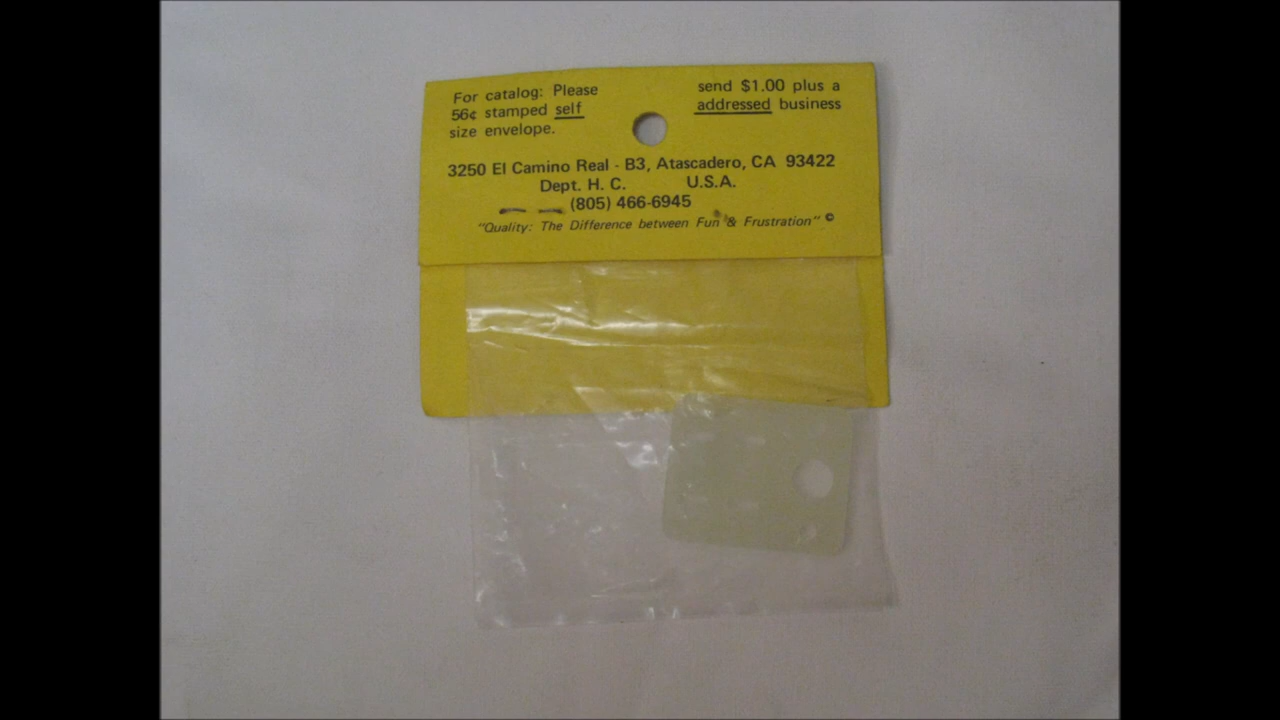 For catalog: Please send $1.00 plus a
56¢ stamped self addressed business
size envelope.
3250 El Camino Real - B3, Atascadero, CA 93422
Dept. H. C. U.S.A.
(805) 466-6945
"Quality: The Difference between Fun & Frustration" ©